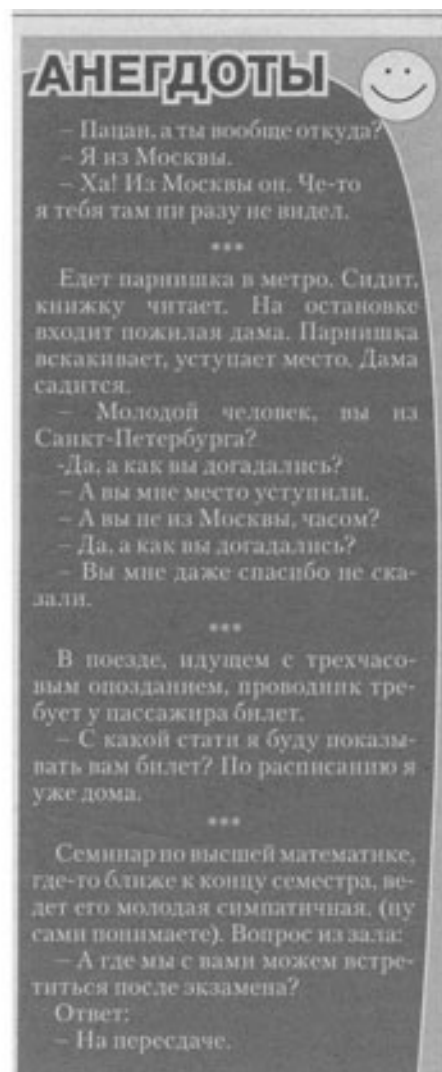 АНЕГДОТЫ
– Пацан, а ты вообще откуда?
– Я из Москвы.
– Ха! Из Москвы он. Че-то
я тебя там ни разу не видел.
***
Едет парнишка в метро. Сидит,
книжку читает. На остановке
входит пожилая дама. Парнишка
вскакивает, уступает место. Дама
садится.
– Молодой человек, вы из
Санкт-Петербурга?
-Да, а как вы догадались?
– А вы мне место уступили.
– А вы не из Москвы, часом?
– Да, а как вы догадались?
– Вы мне даже спасибо не ска-
зали.
***
В поезде, идущем с трехчасо-
вым опозданием, проводник тре-
бует у пассажира билет.
– С какой стати я буду показы-
вать вам билет? По расписанию я
уже дома.
***
Семинар по высшей математике,
где-то ближе к концу семестра, ве-
дет его молодая симпатичная, (ну
сами понимаете). Вопрос из зала:
– А где мы с вами можем встре-
титься после экзамена?
Ответ:
– На пересдаче.